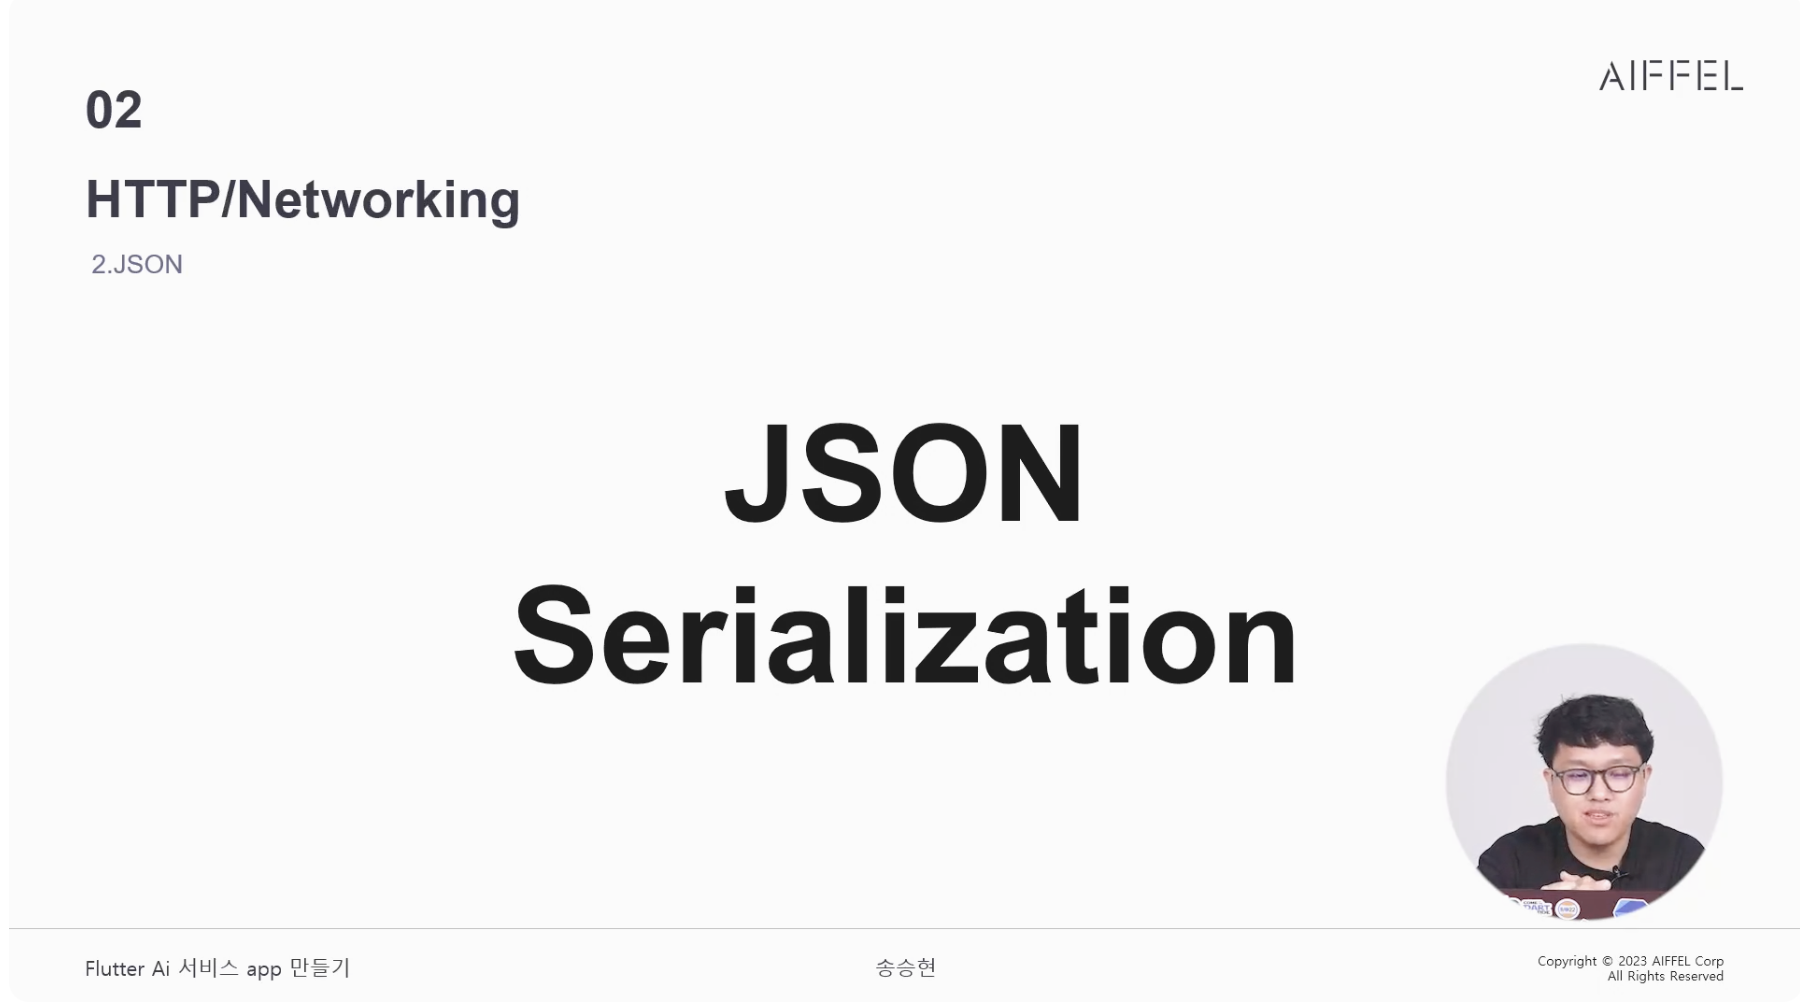 AIFFEL
02
HTTP/Networking
2.JSON
JSON
Serialization
Flutter Ai 서비스 app 만들기
송승현
Copyright © 2023 AIFFEL Corp
All Rights Reserved